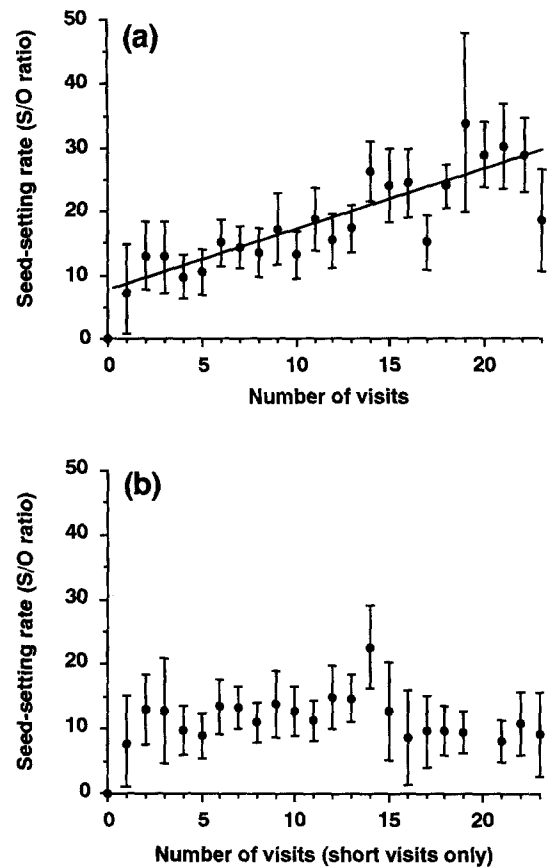 (a)
Seed-setting rate (S/O ratio)
50
40
30
20
10
0
0 5 10 15 20
Number of visits
(b)
Seed-setting rate (S/O ratio)
50
40
30
20
10
0
0 5 10 15 20
Number of visits (short visits only)